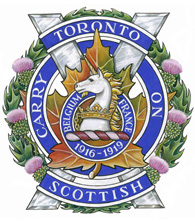 TORONTO
CARRY
ON
BELGIUM
FRANCE
1916-1919
SCOTTISH